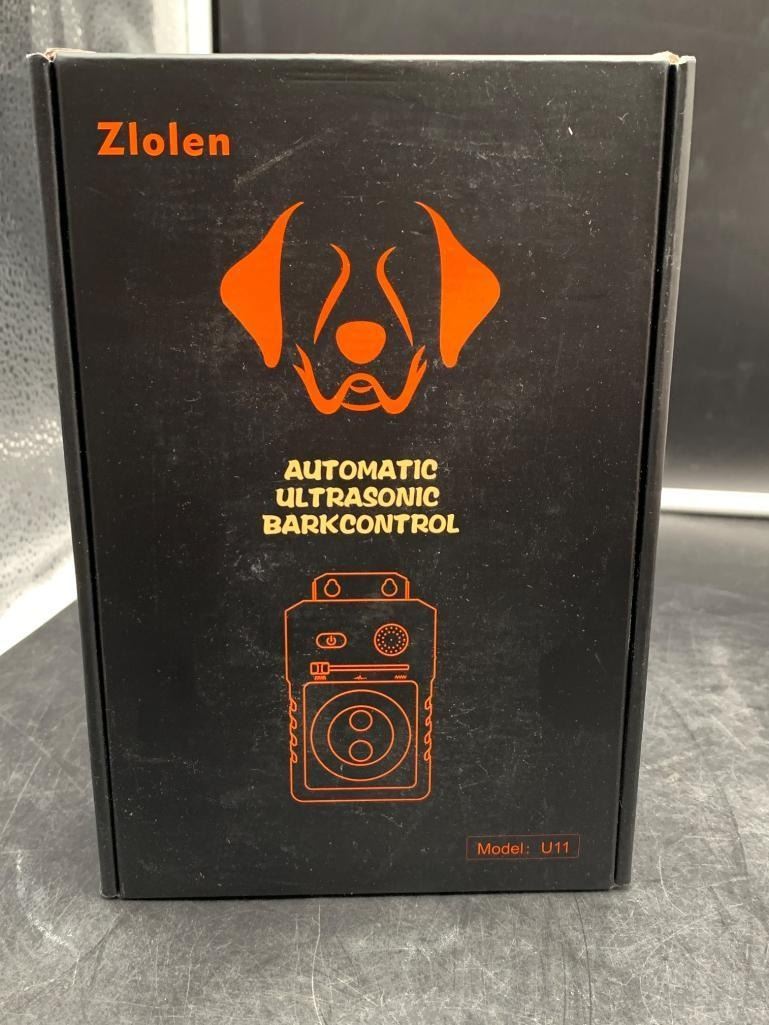 Zlolen
AUTOMATIC
ULTRASONIC
BARKCONTROL
Model: U11